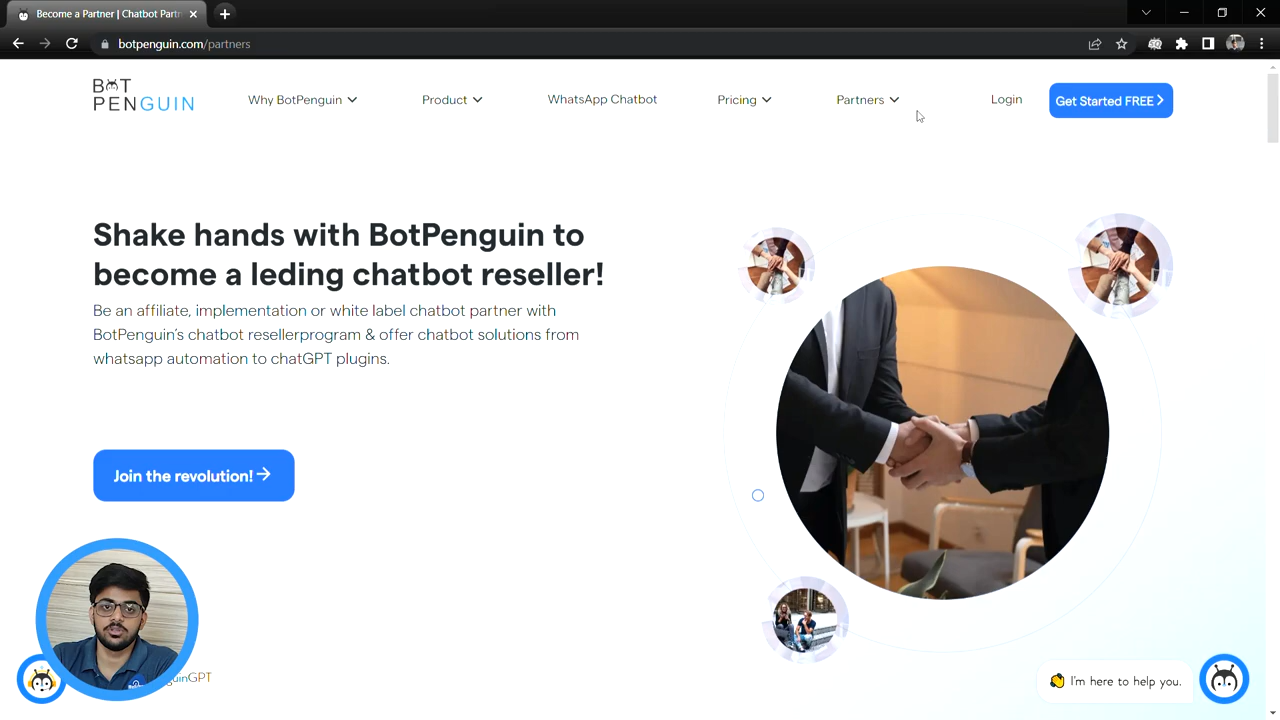 Become a Partner | Chatbot Partn
botpenguin.com/partners
BOT
PENGUIN
Why BotPenguin
Product
WhatsApp Chatbot
Pricing
Partners
Login
Get Started FREE
Shake hands with BotPenguin to
become a leding chatbot reseller!
Be an affiliate, implementation or white label chatbot partner with
BotPenguin's chatbot resellerprogram & offer chatbot solutions from
whatsapp automation to chatGPT plugins.
Join the revolution!
guinGPT
I'm here to help you.